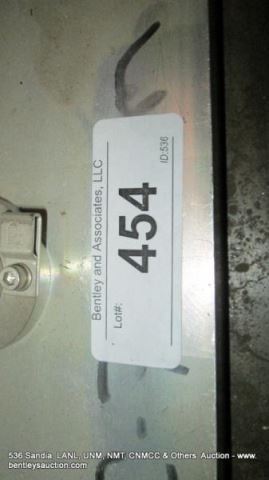 Bentley and Associates, LLC
Lot#:
454
ID:536
536 Sandia, LANL, UNM, NMT, CNMCC & Others Auction - www.
bentleysauction.com